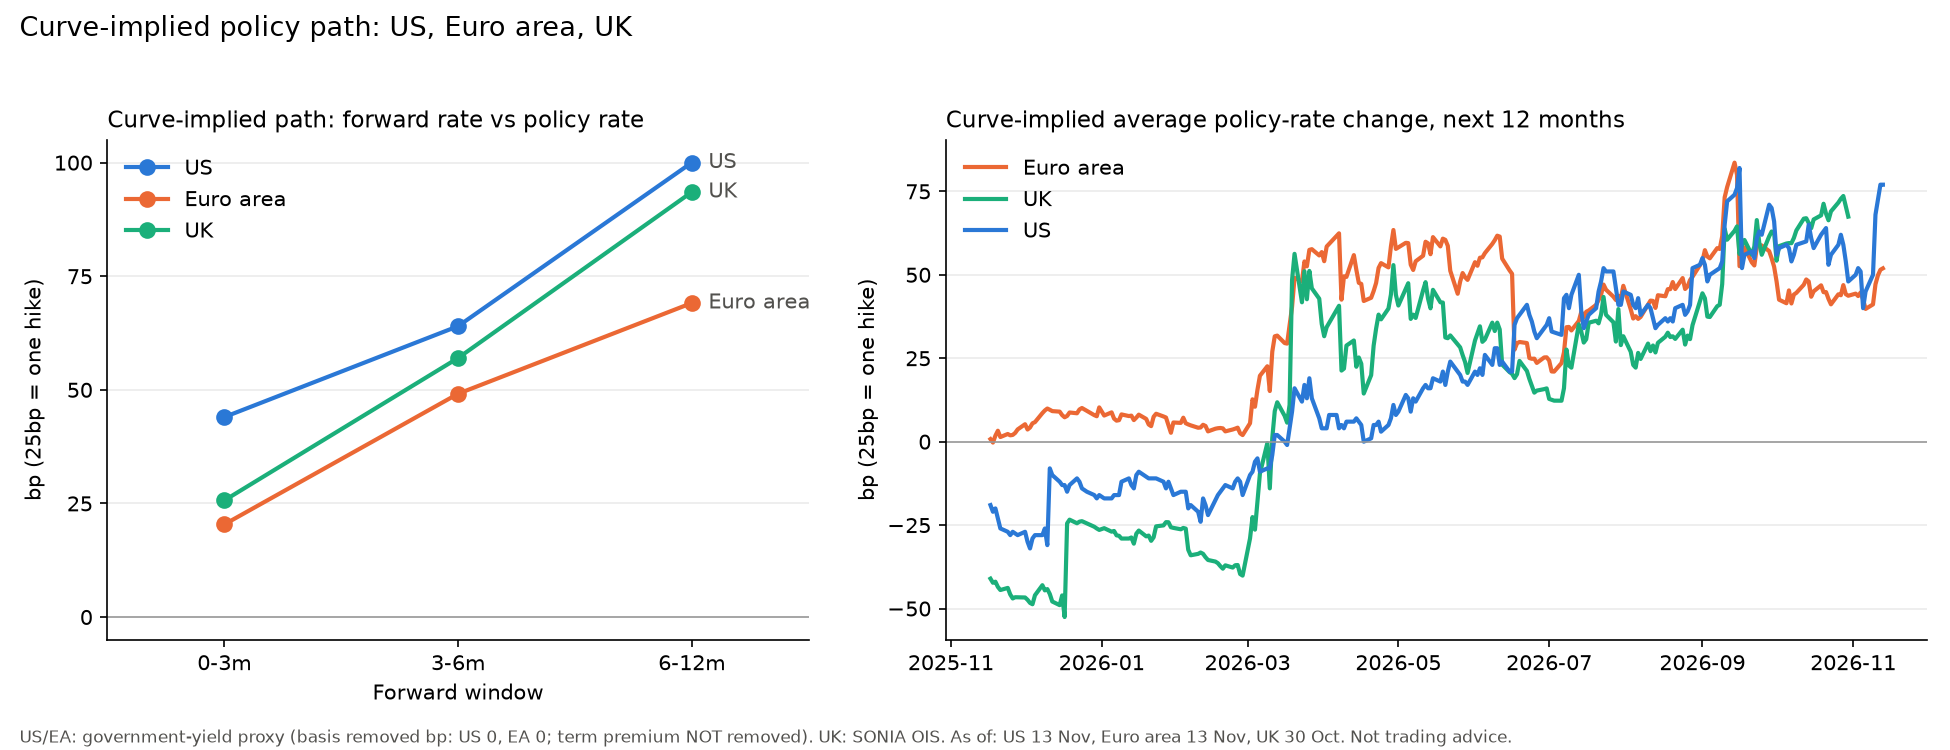 Curve-implied policy path: US, Euro area, UK
Curve-implied path: forward rate vs policy rate
US
Euro area
UK
100
75
50
25
0
bp (25bp = one hike)
US
UK
Euro area
0-3m
3-6m
6-12m
Forward window
Curve-implied average policy-rate change, next 12 months
Euro area
UK
US
75
50
25
0
−25
−50
bp (25bp = one hike)
2025-11
2026-01
2026-03
2026-05
2026-07
2026-09
2026-11
US/EA: government-yield proxy (basis removed bp: US 0, EA 0; term premium NOT removed). UK: SONIA OIS. As of: US 13 Nov, Euro area 13 Nov, UK 30 Oct. Not trading advice.